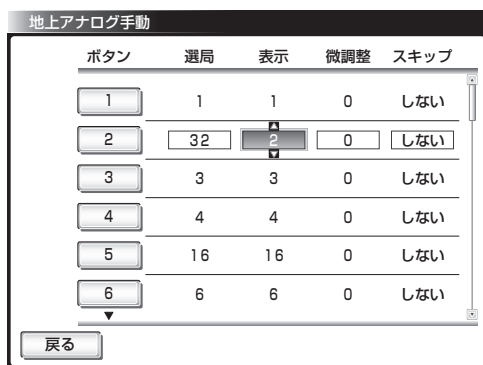 地上アナログ手動
ボタン 選局 表示 微調整 スキップ
1 1 1 0 しない
2 32 2 0 しない
3 3 3 0 しない
4 4 4 0 しない
5 16 16 0 しない
6 6 6 0 しない
戻る